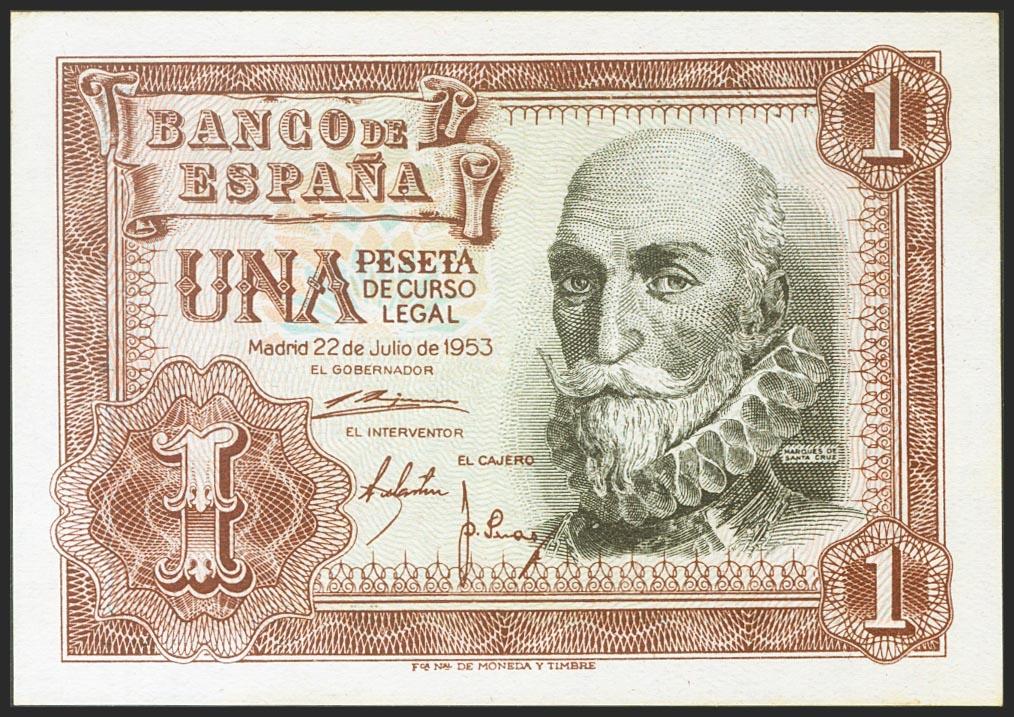 BANCO DE
ESPAÑA
1
UNA PESETA
DE CURSO
LEGAL
Madrid 22 de Julio de 1953
EL GOBERNADOR
EL INTERVENTOR
EL CAJERO
MARQUES DE
SANTA CRUZ
1
1
Fca Nal DE MONEDA Y TIMBRE